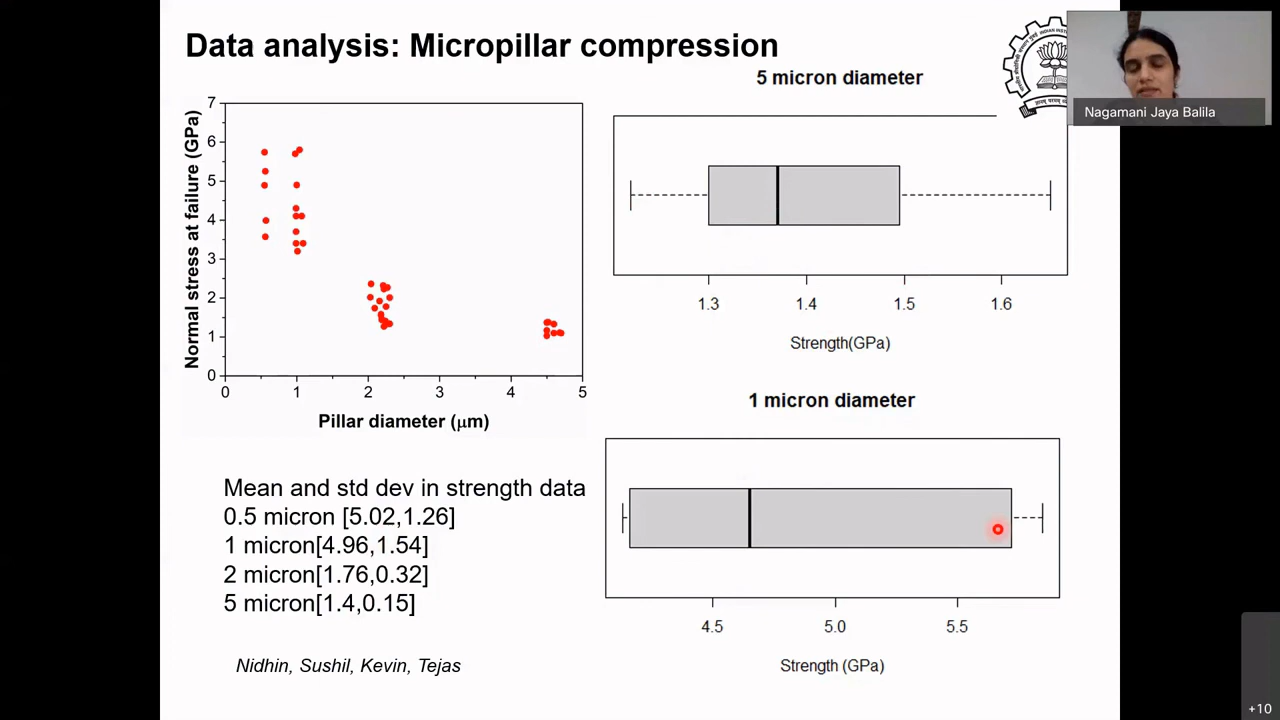 Data analysis: Micropillar compression
Nagamani Jaya Balila
Normal stress at failure (GPa)
7
6
5
4
3
2
1
0
0 1 2 3 4 5
Pillar diameter (μm)
5 micron diameter
1.3 1.4 1.5 1.6
Strength(GPa)
1 micron diameter
4.5 5.0 5.5
Strength (GPa)
Mean and std dev in strength data
0.5 micron [5.02,1.26]
1 micron[4.96,1.54]
2 micron[1.76,0.32]
5 micron[1.4,0.15]
Nidhin, Sushil, Kevin, Tejas
+10